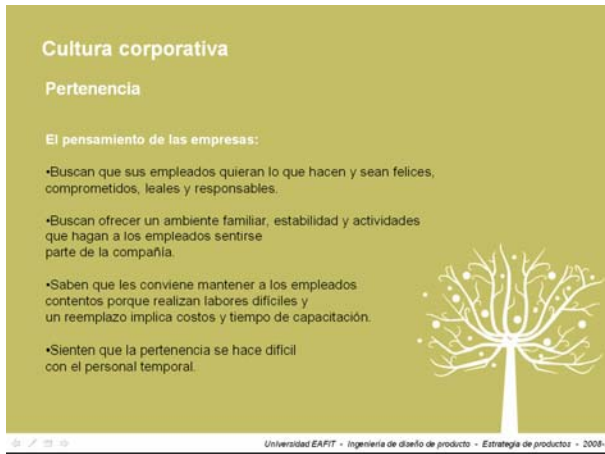 Cultura corporativa
Pertenencia
El pensamiento de las empresas:
•Buscan que sus empleados quieran lo que hacen y sean felices,
comprometidos, leales y responsables.
•Buscan ofrecer un ambiente familiar, estabilidad y actividades
que hagan a los empleados sentirse
parte de la compañía.
•Saben que les conviene mantener a los empleados
contentos porque realizan labores difíciles y
un reemplazo implica costos y tiempo de capacitación.
•Sienten que la pertenencia se hace difícil
con el personal temporal.
Universidad EAFIT - Ingeniería de diseño de producto - Estrategia de productos - 2008-